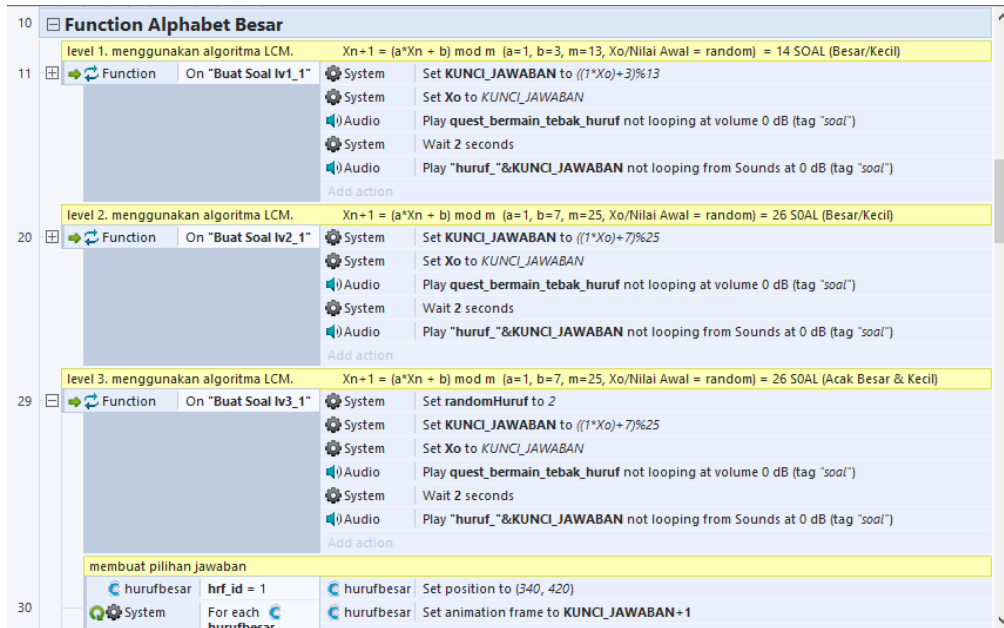 10 Function Alphabet Besar
level 1. menggunakan algoritma LCM. Xn+1 = (a*Xn + b) mod m (a=1, b=3, m=13, Xo/Nilai Awal = random) = 14 SOAL (Besar/Kecil)
11 Function On "Buat Soal lv1_1" System Set KUNCI_JAWABAN to ((1*Xo)+3)%13
System Set Xo to KUNCI_JAWABAN
Audio Play quest_bermain_tebak_huruf not looping at volume 0 dB (tag "soal")
System Wait 2 seconds
Audio Play "huruf_"&KUNCI_JAWABAN not looping from Sounds at 0 dB (tag "soal")
Add action
level 2. menggunakan algoritma LCM. Xn+1 = (a*Xn + b) mod m (a=1, b=7, m=25, Xo/Nilai Awal = random) = 26 S0AL (Besar/Kecil)
20 Function On "Buat Soal lv2_1" System Set KUNCI_JAWABAN to ((1*Xo)+7)%25
System Set Xo to KUNCI_JAWABAN
Audio Play quest_bermain_tebak_huruf not looping at volume 0 dB (tag "soal")
System Wait 2 seconds
Audio Play "huruf_"&KUNCI_JAWABAN not looping from Sounds at 0 dB (tag "soal")
Add action
level 3. menggunakan algoritma LCM. Xn+1 = (a*Xn + b) mod m (a=1, b=7, m=25, Xo/Nilai Awal = random) = 26 S0AL (Acak Besar & Kecil)
29 Function On "Buat Soal lv3_1" System Set randomHuruf to 2
System Set KUNCI_JAWABAN to ((1*Xo)+7)%25
System Set Xo to KUNCI_JAWABAN
Audio Play quest_bermain_tebak_huruf not looping at volume 0 dB (tag "soal")
System Wait 2 seconds
Audio Play "huruf_"&KUNCI_JAWABAN not looping from Sounds at 0 dB (tag "soal")
Add action
membuat pilihan jawaban
hurufbesar hrf_id = 1 hurufbesar Set position to (340, 420)
30 System For each hurufbesar Set animation frame to KUNCI_JAWABAN+1
hurufbesar